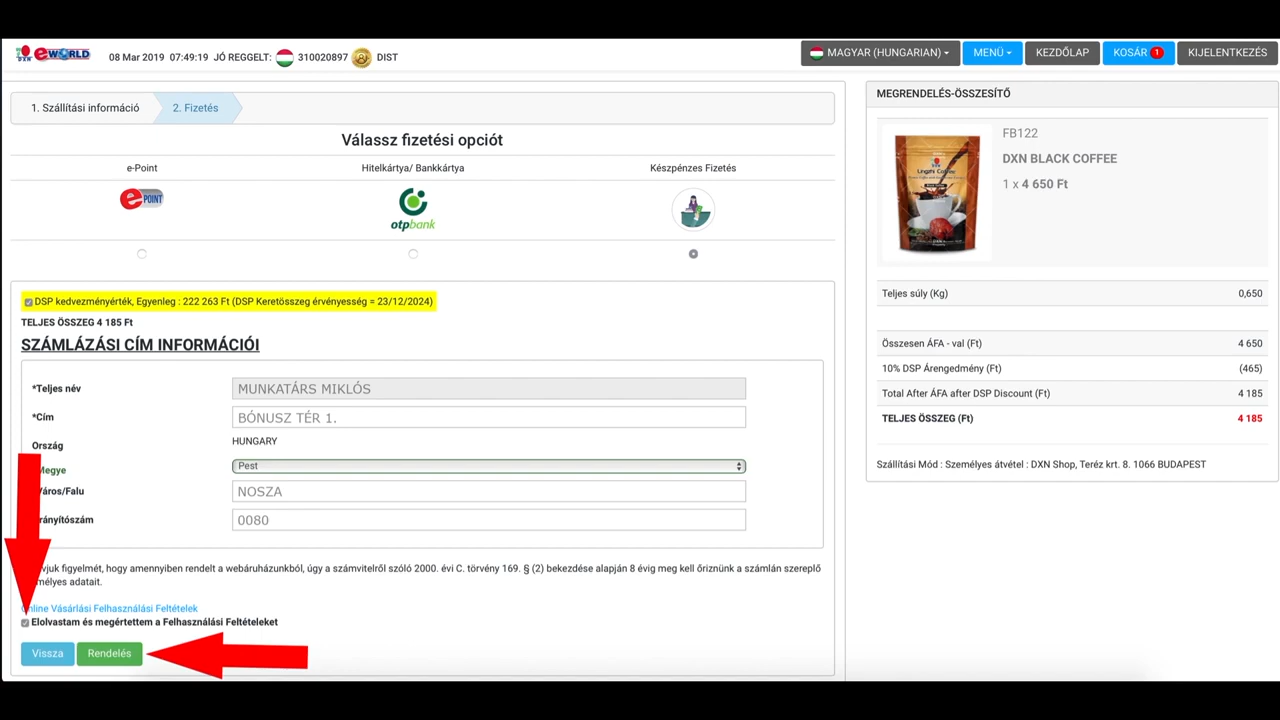 DXN eWORLD
08 Mar 2019 07:49:19 JÓ REGGELT: 310020897 DIST
MAGYAR (HUNGARIAN)
MENÜ
KEZDŐLAP
KOSÁR 1
KIJELENTKEZÉS
1. Szállítási információ
2. Fizetés
Válassz fizetési opciót
e-Point
Hitelkártya/ Bankkártya
Készpénzes Fizetés
e POINT
otpbank
DSP kedvezményérték, Egyenleg : 222 263 Ft (DSP Keretösszeg érvényesség = 23/12/2024)
TELJES ÖSSZEG 4 185 Ft
SZÁMLÁZÁSI CÍM INFORMÁCIÓI
*Teljes név MUNKATÁRS MIKLÓS
*Cím BÓNUSZ TÉR 1.
Ország HUNGARY
Megye Pest
Város/Falu NOSZA
rányítószám 0080
vjuk figyelmét, hogy amennyiben rendelt a webáruházunkból, úgy a számvitelről szóló 2000. évi C. törvény 169. § (2) bekezdése alapján 8 évig meg kell őriznünk a számlán szereplő
mélyes adatait.
nline Vásárlási Felhasználási Feltételek
Elolvastam és megértettem a Felhasználási Feltételeket
Vissza
Rendelés
MEGRENDELÉS-ÖSSZESÍTŐ
FB122
DXN BLACK COFFEE
1 x 4 650 Ft
Lingzhi Coffee
Teljes súly (Kg) 0,650
Összesen ÁFA - val (Ft) 4 650
10% DSP Árengedmény (Ft) (465)
Total After ÁFA after DSP Discount (Ft) 4 185
TELJES ÖSSZEG (Ft) 4 185
Szállítási Mód : Személyes átvétel : DXN Shop, Teréz krt. 8. 1066 BUDAPEST